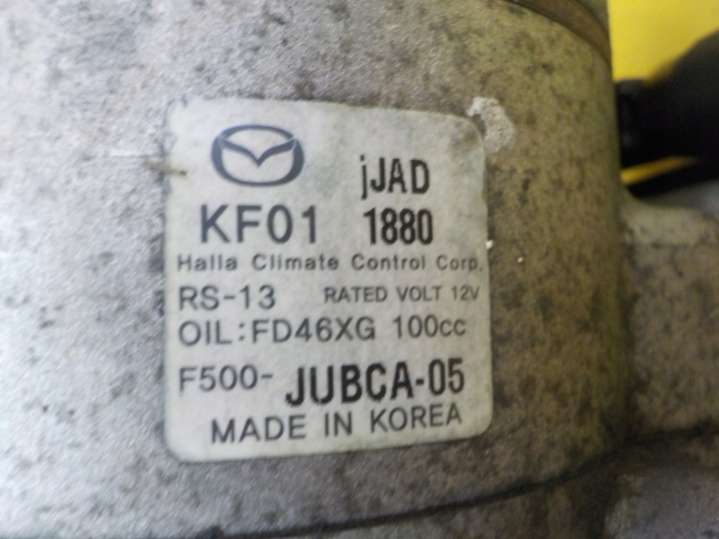 jJAD
KF01 1880
Halla Climate Control Corp.
RS-13 RATED VOLT 12V
OIL:FD46XG 100cc
F500-JUBCA-05
MADE IN KOREA